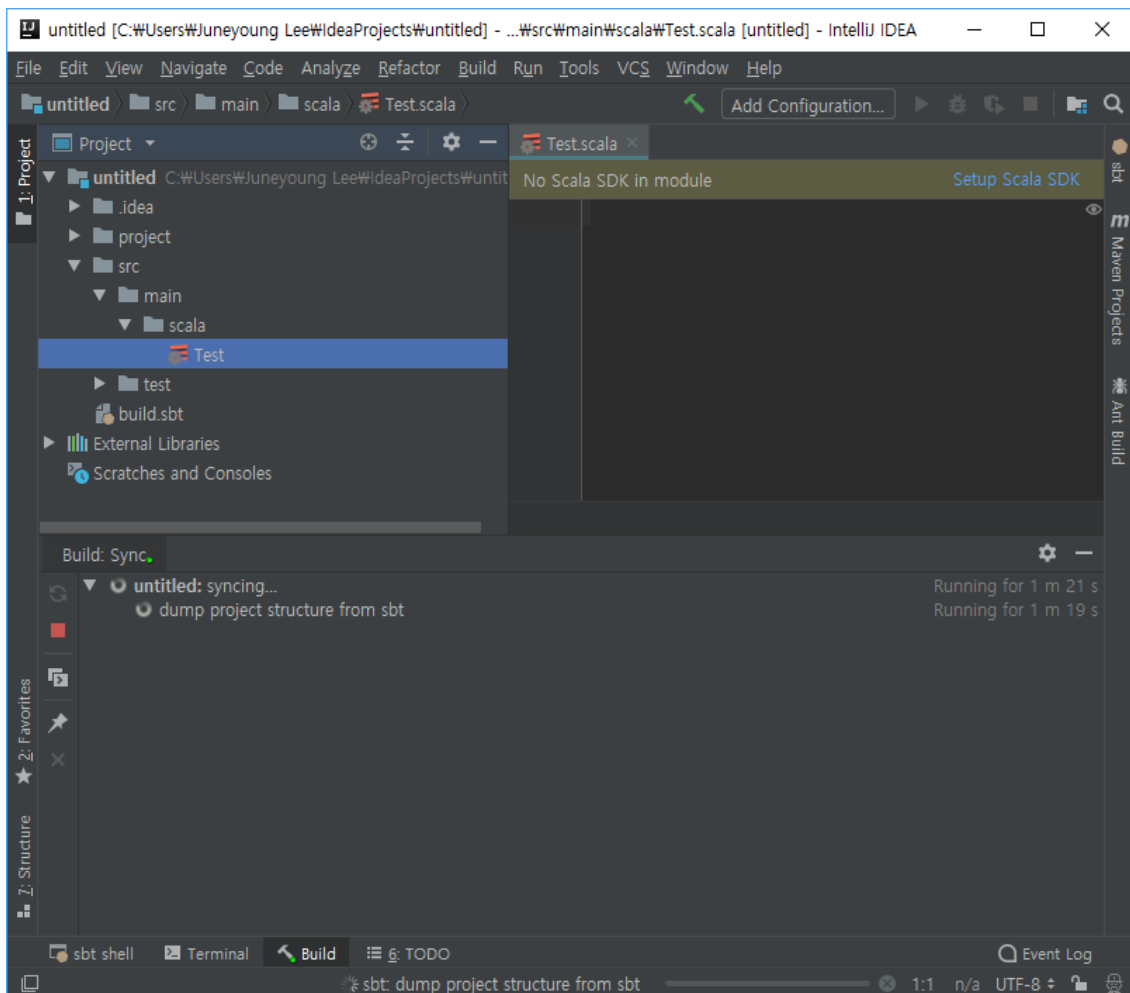 untitled [C:₩Users₩Juneyoung Lee₩IdeaProjects₩untitled] - ...₩src₩main₩scala₩Test.scala [untitled] - IntelliJ IDEA
File Edit View Navigate Code Analyze Refactor Build Run Tools VCS Window Help
untitled src main scala Test.scala Add Configuration...
1: Project
Project
untitled C:₩Users₩Juneyoung Lee₩IdeaProjects₩untit
.idea
project
src
main
scala
Test
test
build.sbt
External Libraries
Scratches and Consoles
Test.scala
No Scala SDK in module Setup Scala SDK
sbt
Maven Projects
Ant Build
Build: Sync
untitled: syncing... Running for 1 m 21 s
dump project structure from sbt Running for 1 m 19 s
2: Favorites
7: Structure
sbt shell Terminal Build 6: TODO Event Log
sbt: dump project structure from sbt 1:1 n/a UTF-8